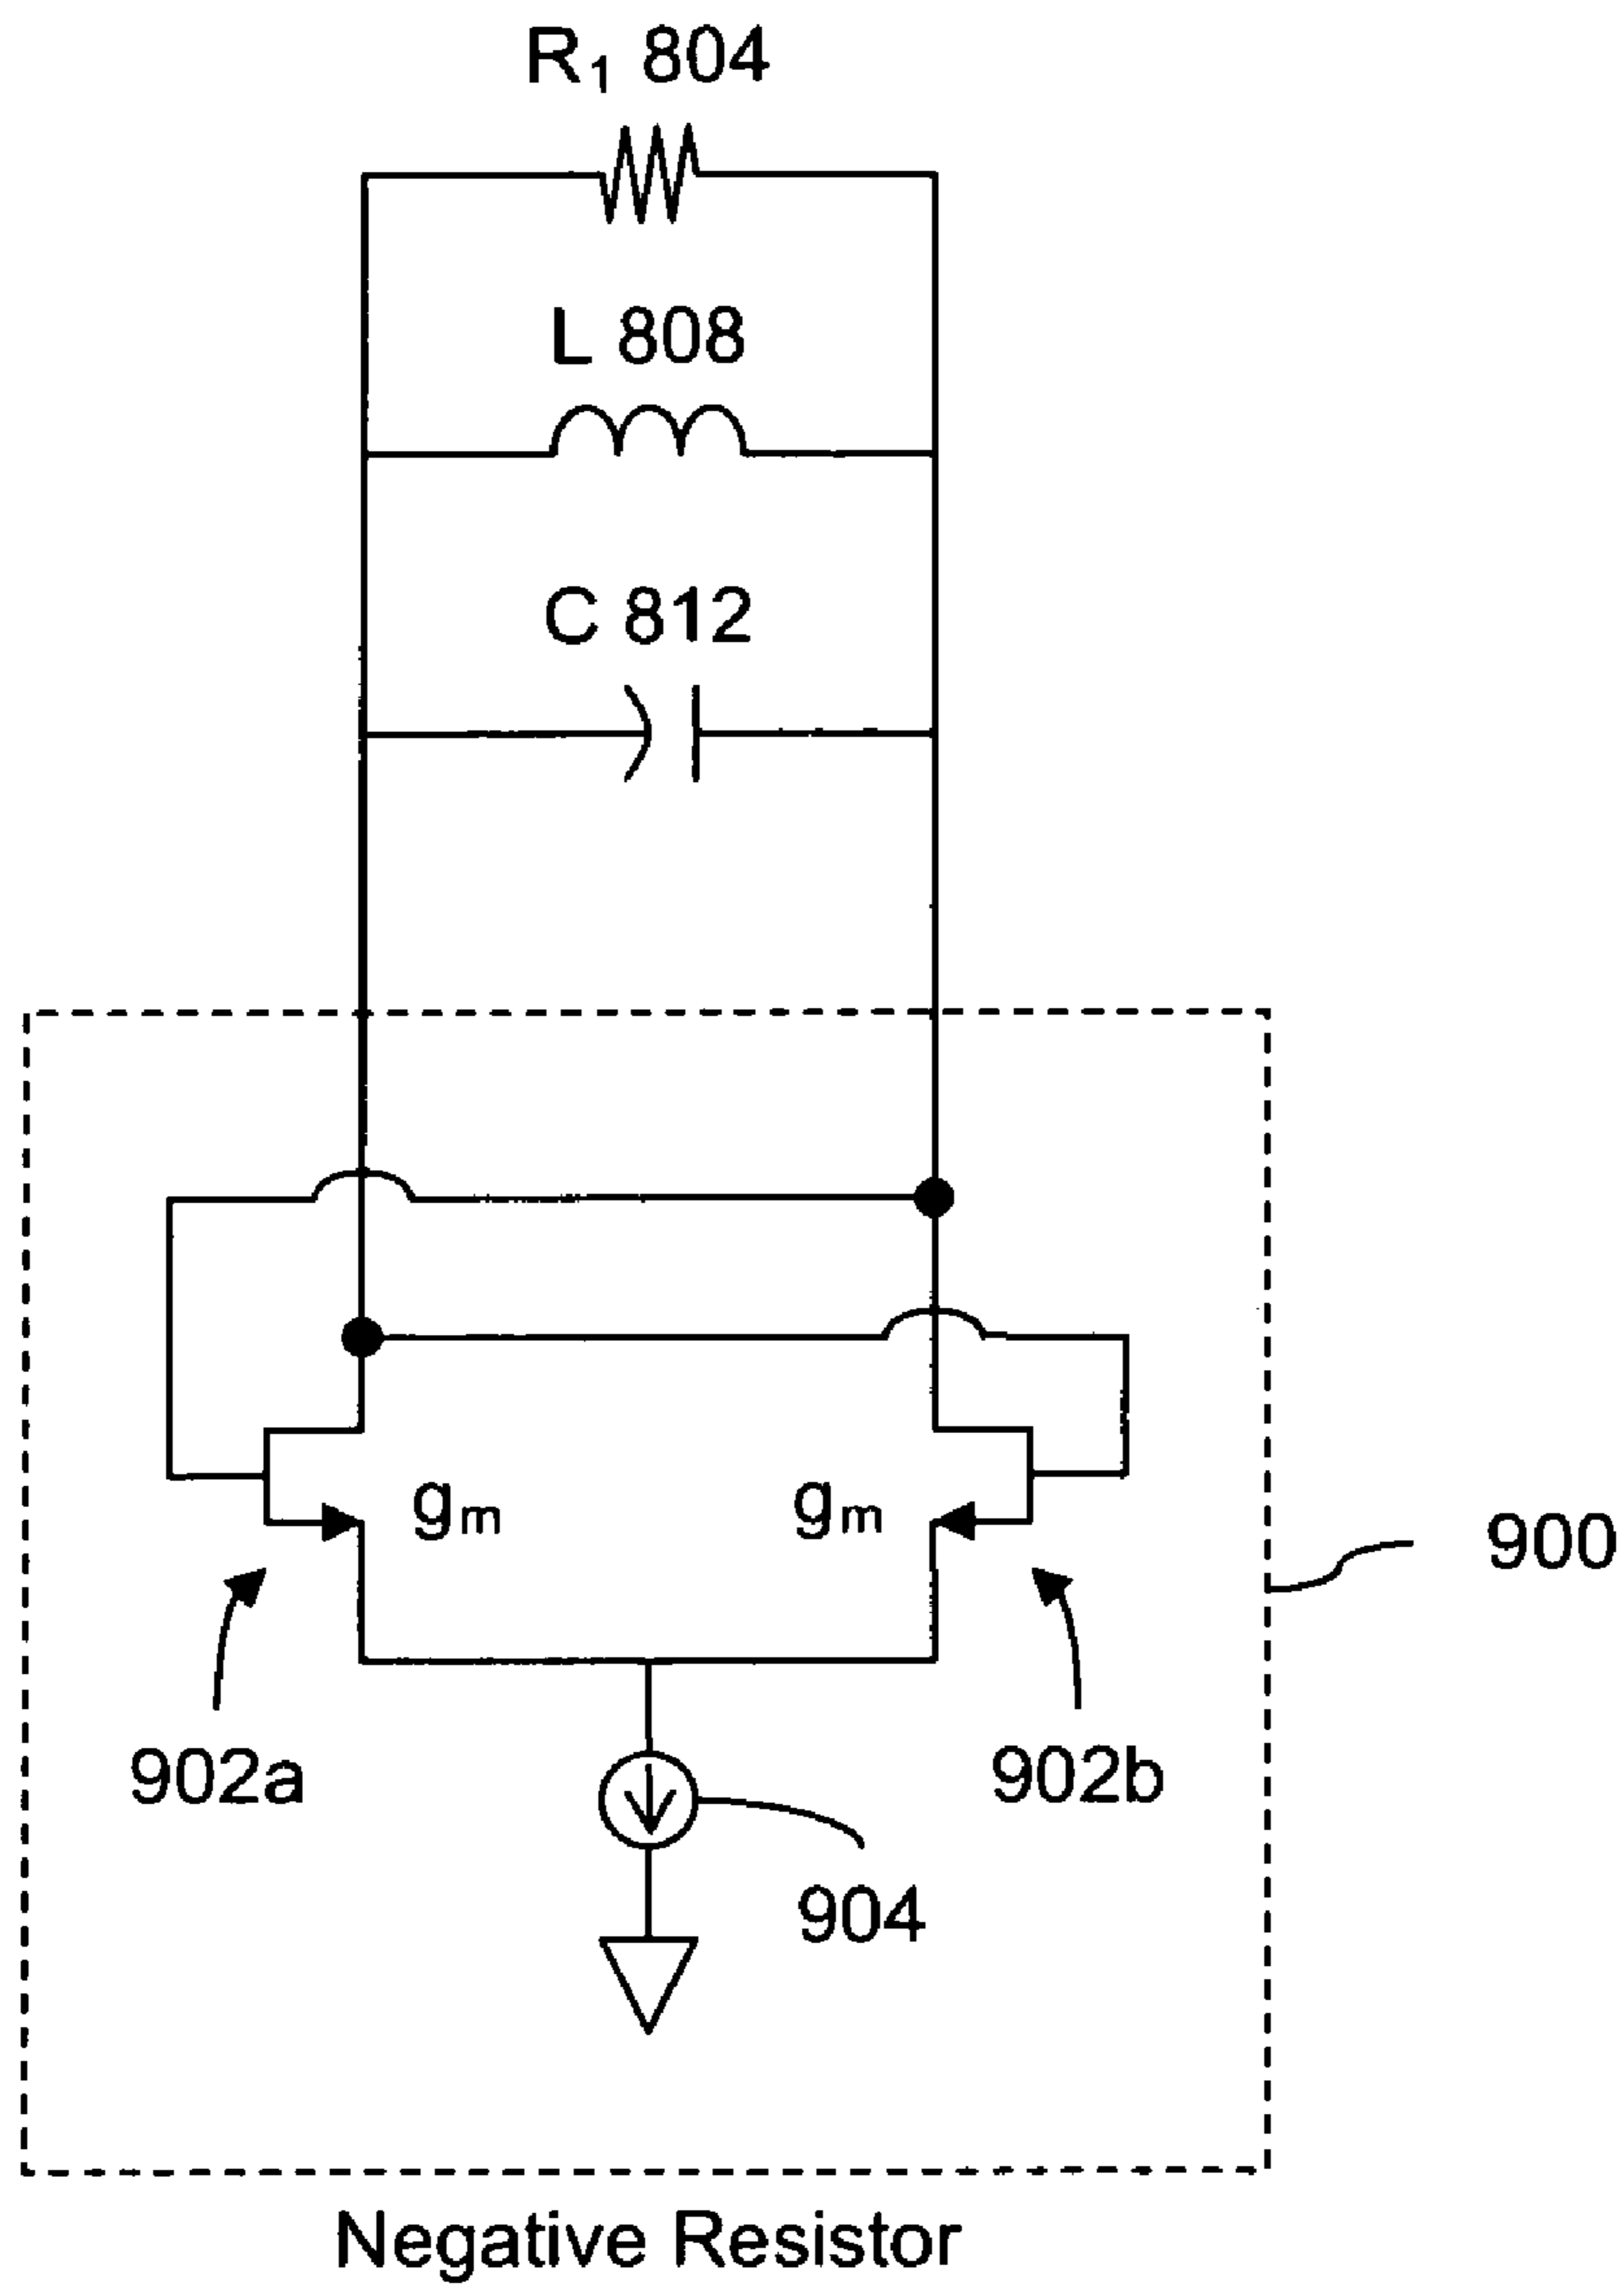 R₁ 804
L 808
C 812
gₘ gₘ
900
902a 902b
904
Negative Resistor